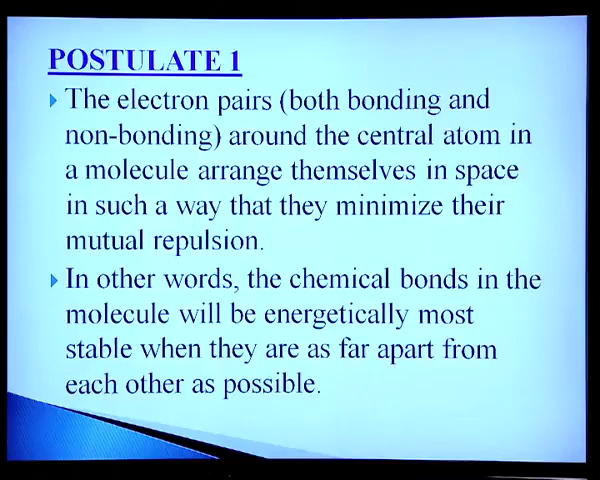 POSTULATE 1
The electron pairs (both bonding and
non-bonding) around the central atom in
a molecule arrange themselves in space
in such a way that they minimize their
mutual repulsion.
In other words, the chemical bonds in the
molecule will be energetically most
stable when they are as far apart from
each other as possible.